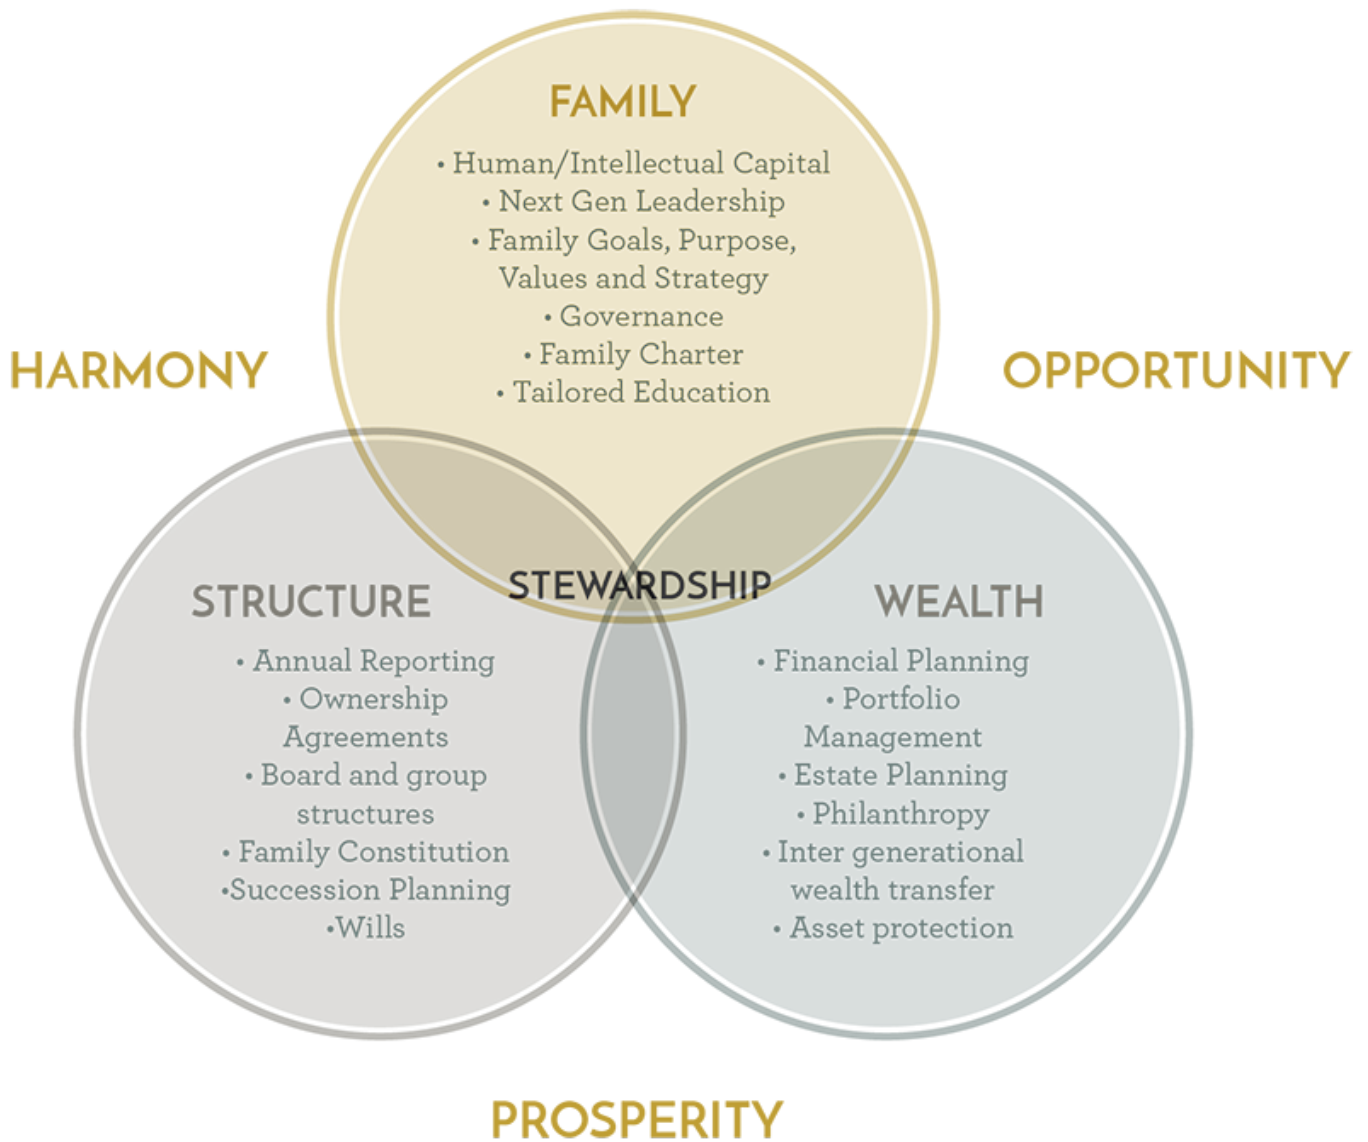 FAMILY
• Human/Intellectual Capital
• Next Gen Leadership
• Family Goals, Purpose,
Values and Strategy
• Governance
• Family Charter
• Tailored Education
HARMONY
OPPORTUNITY
STEWARDSHIP
STRUCTURE
• Annual Reporting
• Ownership
Agreements
• Board and group
structures
• Family Constitution
•Succession Planning
•Wills
WEALTH
• Financial Planning
• Portfolio
Management
• Estate Planning
• Philanthropy
• Inter generational
wealth transfer
• Asset protection
PROSPERITY